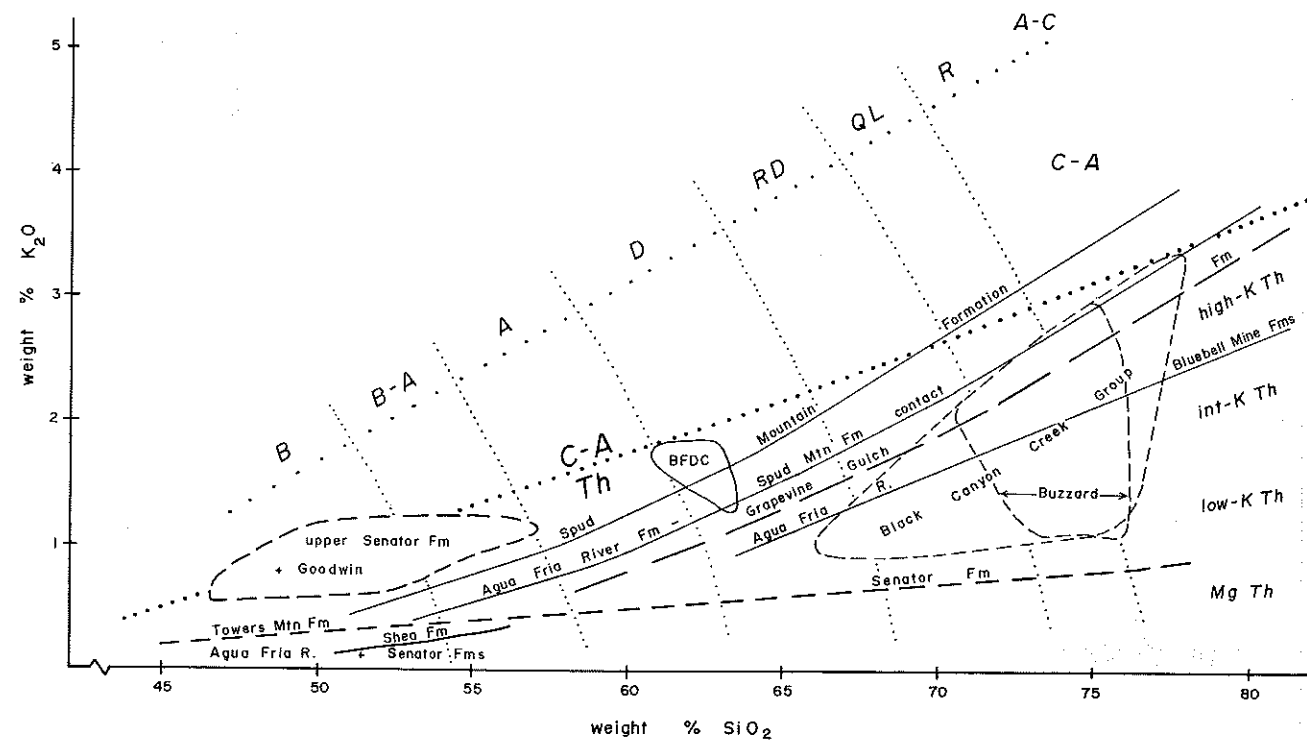 A-C
R
QL
RD
D
A
B-A
B
C-A
C-A
Th
5
4
3
2
1
weight % K2O
Spud Mountain Formation
Agua Fria River Fm - Spud Mtn Fm contact
Grapevine Gulch Fm
Agua Fria R. Bluebell Mine Fms
Black Canyon Creek Group
BFDC
← Buzzard →
upper Senator Fm
+ Goodwin
Senator Fm
Towers Mtn Fm
Shea Fm
Agua Fria R. + Senator Fms
high-K Th
int-K Th
low-K Th
Mg Th
45 50 55 60 65 70 75 80
weight % SiO2